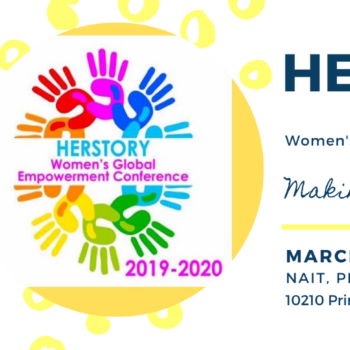 HERSTORY
Women's Global
Empowerment Conference
2019-2020
HE
Women'
Maki
MARC
NAIT, P
10210 Pri